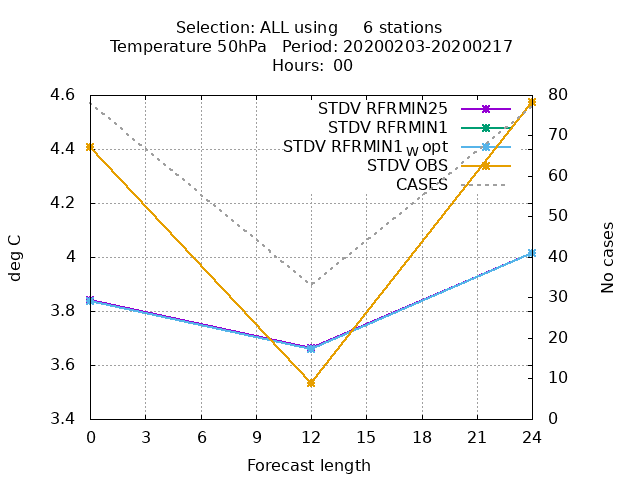 Selection: ALL using     6 stations
Temperature 50hPa   Period: 20200203-20200217
Hours:  00
STDV RFRMIN25
STDV RFRMIN1
STDV RFRMIN1_W opt
STDV OBS
CASES
4.6
4.4
4.2
4
3.8
3.6
3.4
deg C
80
70
60
50
40
30
20
10
0
No cases
0 3 6 9 12 15 18 21 24
Forecast length